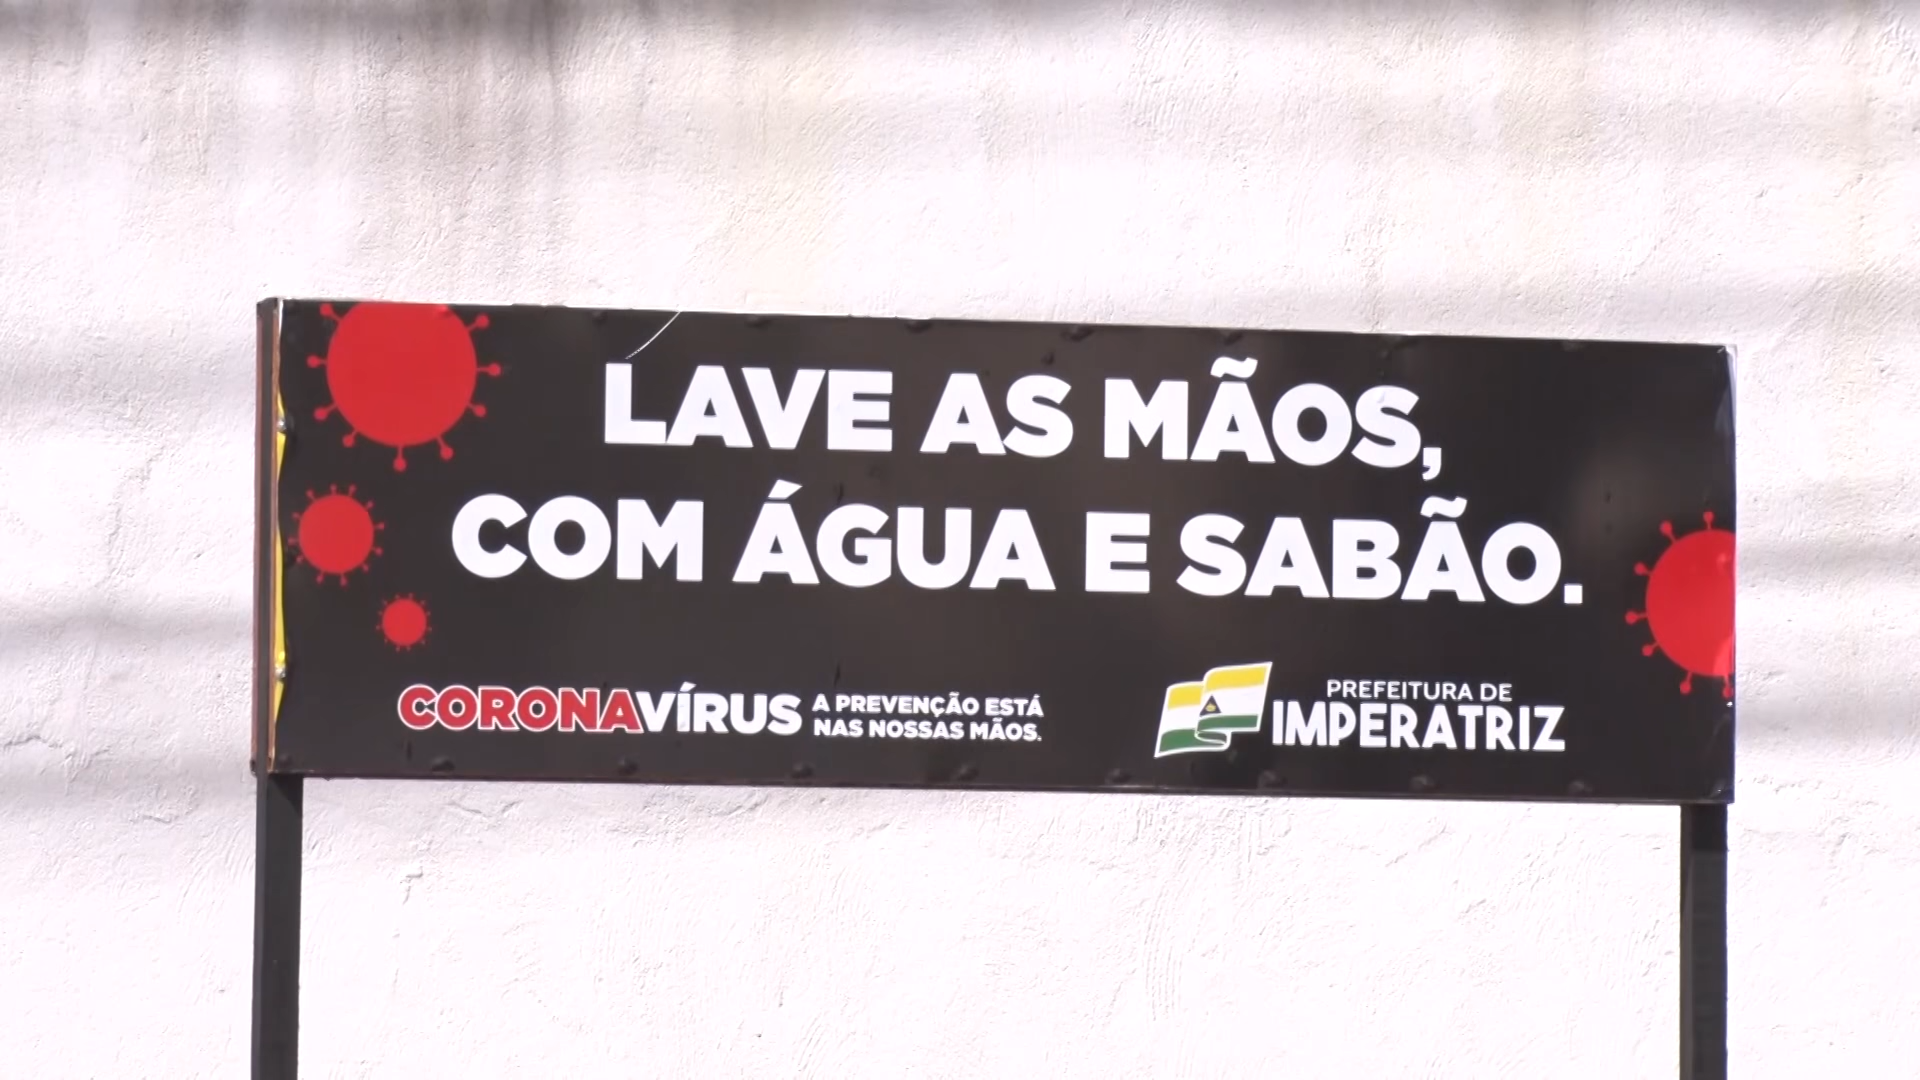 LAVE AS MÃOS,
COM ÁGUA E SABÃO.
CORONAVÍRUS
A PREVENÇÃO ESTÁ
NAS NOSSAS MÃOS.
PREFEITURA DE
IMPERATRIZ